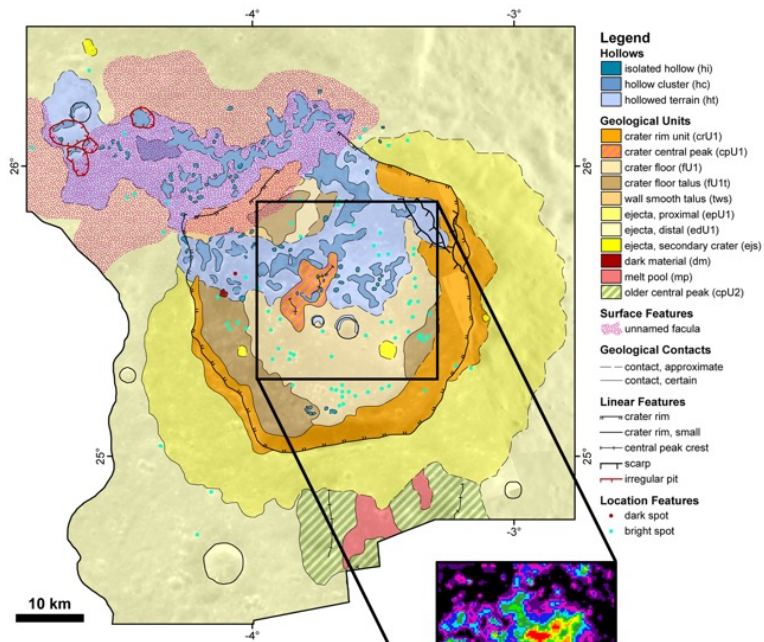 -4°
-3°
26°
26°
25°
25°
-3°
-4°
10 km
Legend
Hollows
isolated hollow (hi)
hollow cluster (hc)
hollowed terrain (ht)
Geological Units
crater rim unit (crU1)
crater central peak (cpU1)
crater floor (fU1)
crater floor talus (fU1t)
wall smooth talus (tws)
ejecta, proximal (epU1)
ejecta, distal (edU1)
ejecta, secondary crater (ejs)
dark material (dm)
melt pool (mp)
older central peak (cpU2)
Surface Features
unnamed facula
Geological Contacts
contact, approximate
contact, certain
Linear Features
crater rim
crater rim, small
central peak crest
scarp
irregular pit
Location Features
dark spot
bright spot